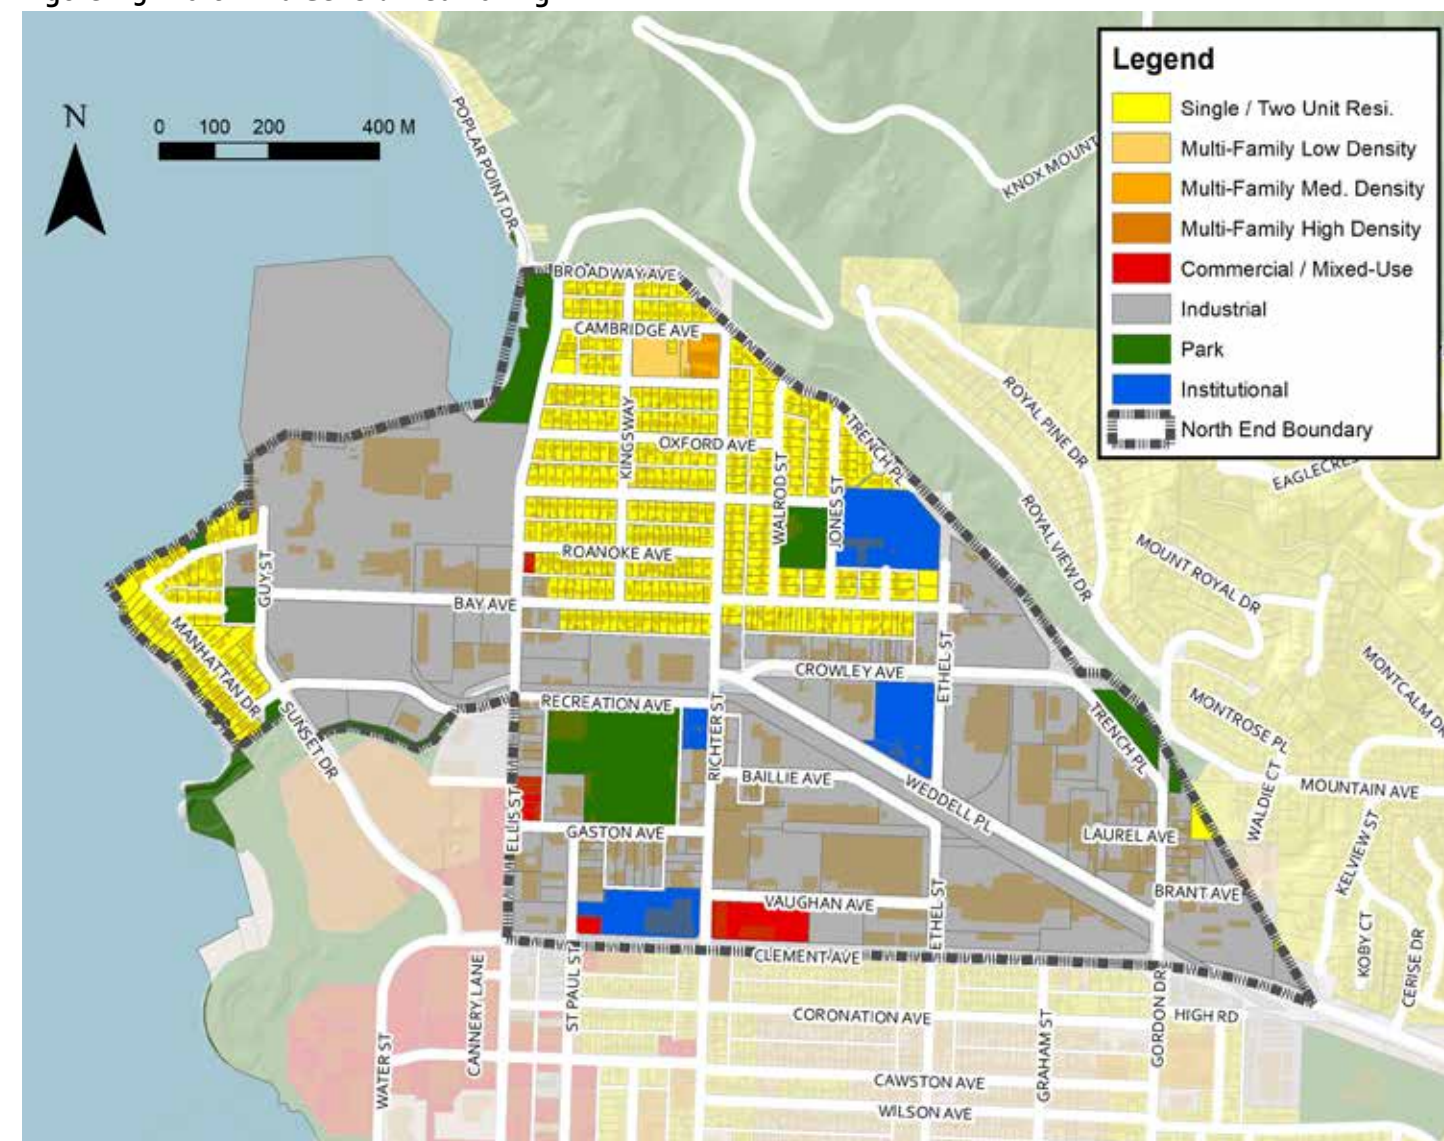 N
0 100 200 400 M
Legend
Single / Two Unit Resi.
Multi-Family Low Density
Multi-Family Med. Density
Multi-Family High Density
Commercial / Mixed-Use
Industrial
Park
Institutional
North End Boundary
POPLAR POINT DR
KNOX MOUNT
BROADWAY AVE
CAMBRIDGE AVE
KINGSWAY
OXFORD AVE
TRENCH PL
WALROD ST
JONES ST
ROYAL PINE DR
ROYAL VIEW DR
EAGLECRES
MOUNT ROYAL DR
ROANOKE AVE
GUY ST
BAY AVE
MANHATTAN DR
SUNSET DR
CROWLEY AVE
ETHEL ST
RECREATION AVE
RICHTER ST
MONTCALM DR
MONTROSE PL
TRENCH PL
BAILLIE AVE
WEDDELL PL
MOUNTAIN AVE
WALDIE CT
ELLIS ST
GASTON AVE
LAUREL AVE
KELVIEW ST
VAUGHAN AVE
BRANT AVE
ETHEL ST
KOBY CT
CERISE DR
CLEMENT AVE
CANNERY LANE
ST PAUL ST
CORONATION AVE
GORDON DR
HIGH RD
WATER ST
GRAHAM ST
CAWSTON AVE
WILSON AVE